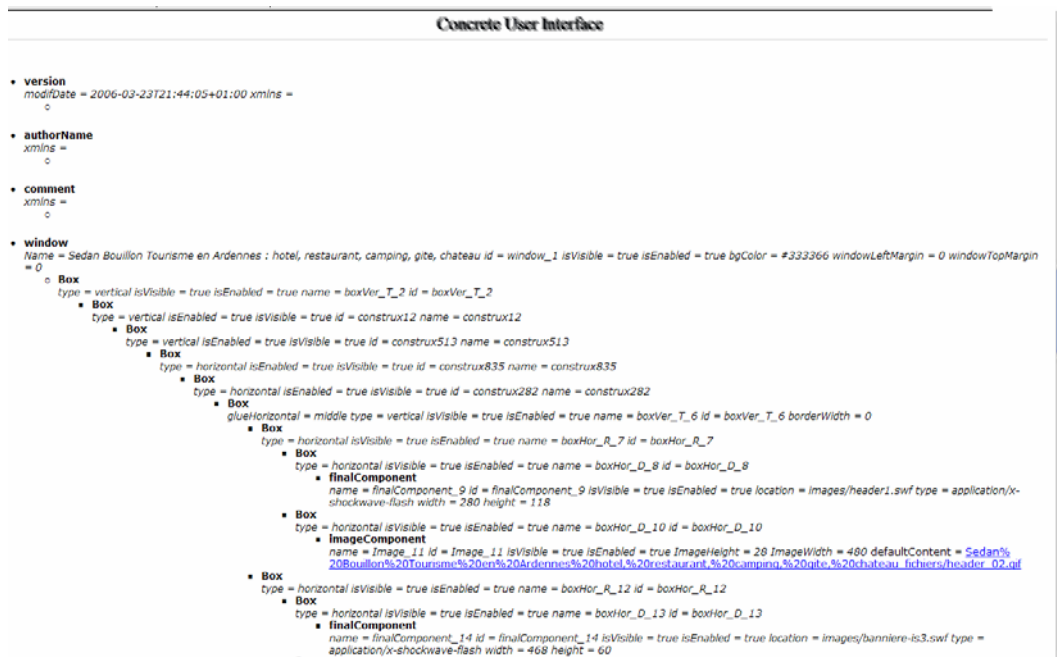 Concrete User Interface
version
modifDate = 2006-03-23T21:44:05+01:00 xmlns =
authorName
xmlns =
comment
xmlns =
window
Name = Sedan Bouillon Tourisme en Ardennes : hotel, restaurant, camping, gite, chateau id = window_1 isVisible = true isEnabled = true bgColor = #333366 windowLeftMargin = 0 windowTopMargin
= 0
Box
type = vertical isVisible = true isEnabled = true name = boxVer_T_2 id = boxVer_T_2
Box
type = vertical isEnabled = true isVisible = true id = construx12 name = construx12
Box
type = vertical isEnabled = true isVisible = true id = construx513 name = construx513
Box
type = horizontal isEnabled = true isVisible = true id = construx835 name = construx835
Box
type = horizontal isEnabled = true isVisible = true id = construx282 name = construx282
Box
glueHorizontal = middle type = vertical isVisible = true isEnabled = true name = boxVer_T_6 id = boxVer_T_6 borderWidth = 0
Box
type = horizontal isVisible = true isEnabled = true name = boxHor_R_7 id = boxHor_R_7
Box
type = horizontal isVisible = true isEnabled = true name = boxHor_D_8 id = boxHor_D_8
finalComponent
name = finalComponent_9 id = finalComponent_9 isVisible = true isEnabled = true location = images/header1.swf type = application/x-
shockwave-flash width = 280 height = 118
Box
type = horizontal isVisible = true isEnabled = true name = boxHor_D_10 id = boxHor_D_10
imageComponent
name = Image_11 id = Image_11 isVisible = true isEnabled = true ImageHeight = 28 ImageWidth = 480 defaultContent = Sedan%
20Bouillon%20Tourisme%20en%20Ardennes%20hotel,%20restaurant,%20camping,%20gite,%20chateau_fichiers/header_02.gif
Box
type = horizontal isVisible = true isEnabled = true name = boxHor_R_12 id = boxHor_R_12
Box
type = horizontal isVisible = true isEnabled = true name = boxHor_D_13 id = boxHor_D_13
finalComponent
name = finalComponent_14 id = finalComponent_14 isVisible = true isEnabled = true location = images/banniere-is3.swf type =
application/x-shockwave-flash width = 468 height = 60